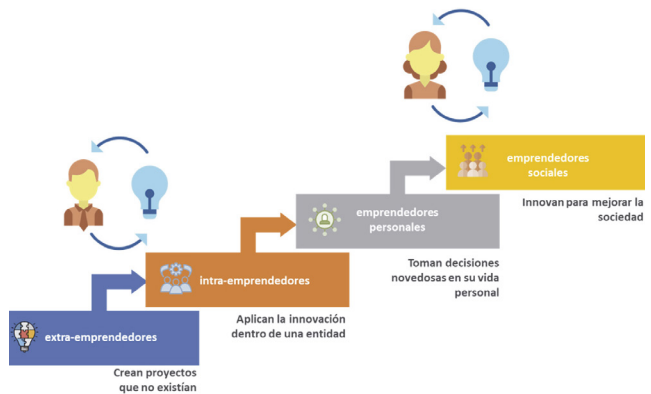 emprendedores
sociales
Innovan para mejorar la
sociedad
emprendedores
personales
Toman decisiones
novedosas en su vida
personal
intra-emprendedores
Aplican la innovación
dentro de una entidad
extra-emprendedores
Crean proyectos
que no existían